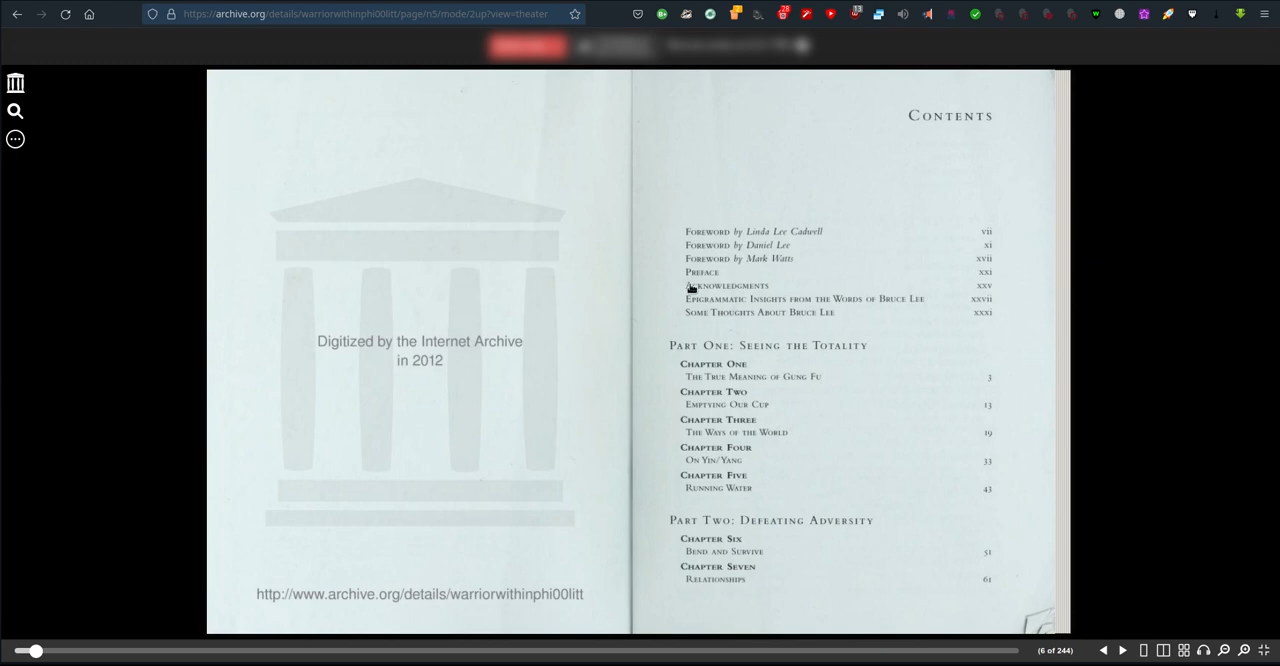 https://archive.org/details/warriorwithinphi00litt/page/n5/mode/2up?view=theater
28
13
Digitized by the Internet Archive
in 2012
http://www.archive.org/details/warriorwithinphi00litt
Contents
Foreword by Linda Lee Cadwell vii
Foreword by Daniel Lee xi
Foreword by Mark Watts xvii
Preface xxi
Acknowledgments xxv
Epigrammatic Insights from the Words of Bruce Lee xxvii
Some Thoughts About Bruce Lee xxxi
Part One: Seeing the Totality
Chapter One
The True Meaning of Gung Fu 3
Chapter Two
Emptying Our Cup 13
Chapter Three
The Ways of the World 19
Chapter Four
On Yin/Yang 33
Chapter Five
Running Water 43
Part Two: Defeating Adversity
Chapter Six
Bend and Survive 51
Chapter Seven
Relationships 61
(6 of 244)